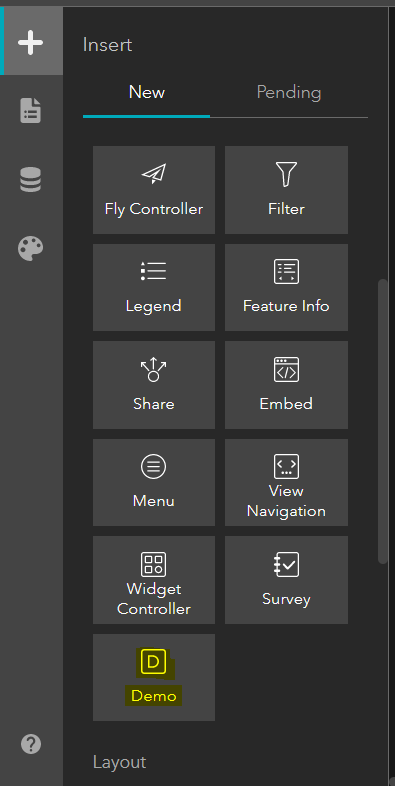 Insert
New
Pending
Fly Controller
Filter
Legend
Feature Info
Share
Embed
Menu
View
Navigation
Widget
Controller
Survey
D
Demo
Layout